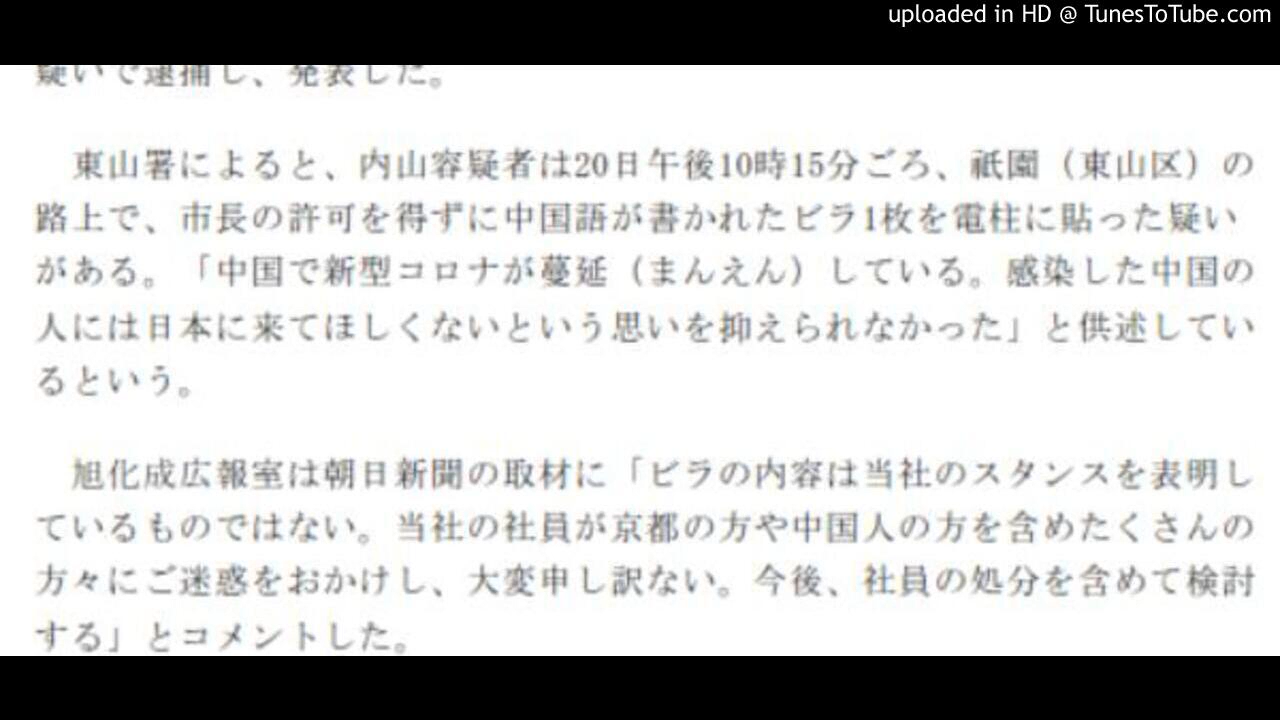 uploaded in HD @ TunesToTube.com
疑いで逮捕し、発表した。
東山署によると、内山容疑者は20日午後10時15分ごろ、祇園（東山区）の
路上で、市長の許可を得ずに中国語が書かれたビラ1枚を電柱に貼った疑い
がある。「中国で新型コロナが蔓延（まんえん）している。感染した中国の
人には日本に来てほしくないという思いを抑えられなかった」と供述してい
るという。
旭化成広報室は朝日新聞の取材に「ビラの内容は当社のスタンスを表明し
ているものではない。当社の社員が京都の方や中国人の方を含めたくさんの
方々にご迷惑をおかけし、大変申し訳ない。今後、社員の処分を含めて検討
する」とコメントした。